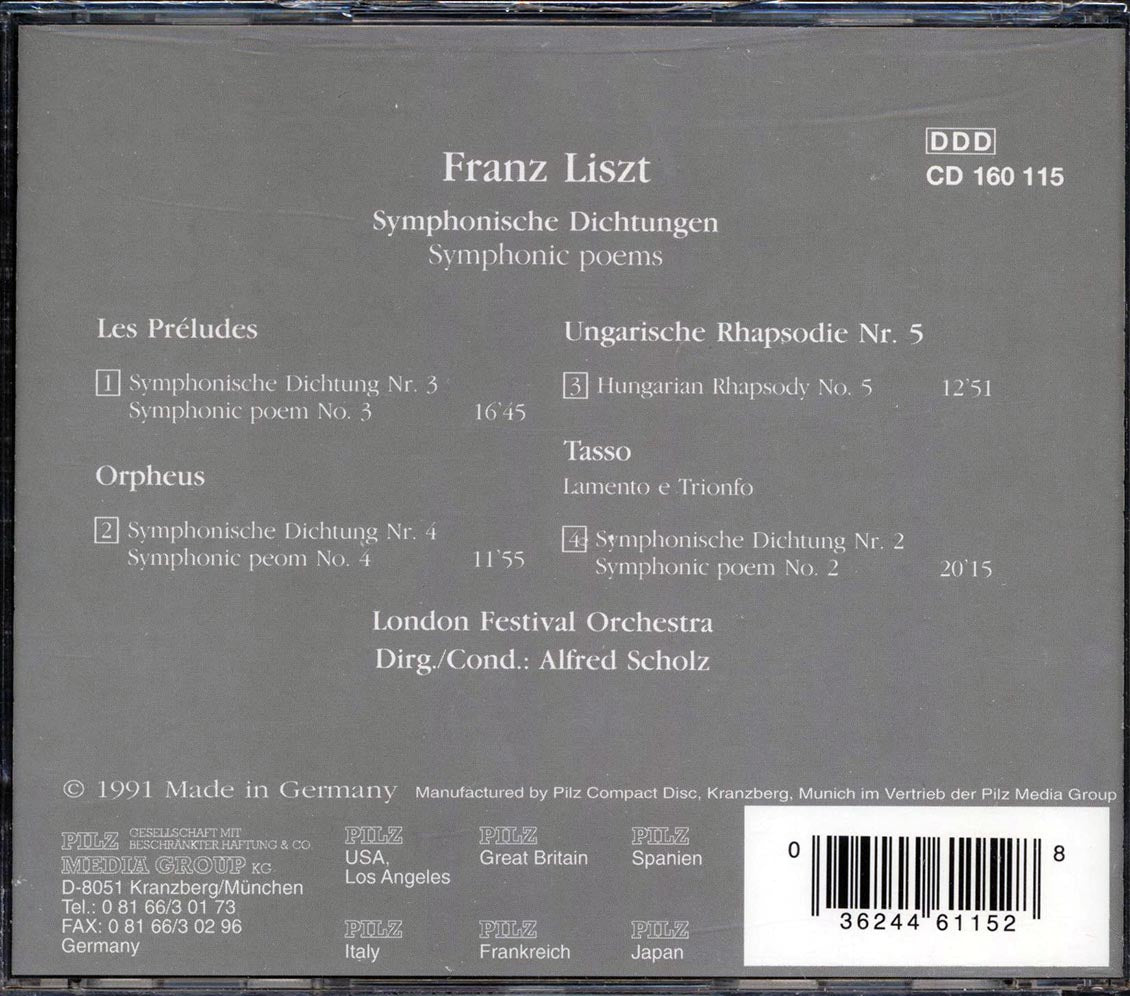 DDD
CD 160 115
Franz Liszt
Symphonische Dichtungen
Symphonic poems
Les Préludes
1 Symphonische Dichtung Nr. 3
Symphonic poem No. 3 16'45
Orpheus
2 Symphonische Dichtung Nr. 4
Symphonic peom No. 4 11'55
Ungarische Rhapsodie Nr. 5
3 Hungarian Rhapsody No. 5 12'51
Tasso
Lamento e Trionfo
4 Symphonische Dichtung Nr. 2
Symphonic poem No. 2 20'15
London Festival Orchestra
Dirg./Cond.: Alfred Scholz
© 1991 Made in Germany Manufactured by Pilz Compact Disc, Kranzberg, Munich im Vertrieb der Pilz Media Group
PILZ GESELLSCHAFT MIT
BESCHRÄNKTER HAFTUNG & CO.
MEDIA GROUP KG
D-8051 Kranzberg/München
Tel.: 0 81 66/3 01 73
FAX: 0 81 66/3 02 96
Germany
PILZ
USA,
Los Angeles
PILZ
Great Britain
PILZ
Spanien
PILZ
Italy
PILZ
Frankreich
PILZ
Japan
0 36244 61152 8